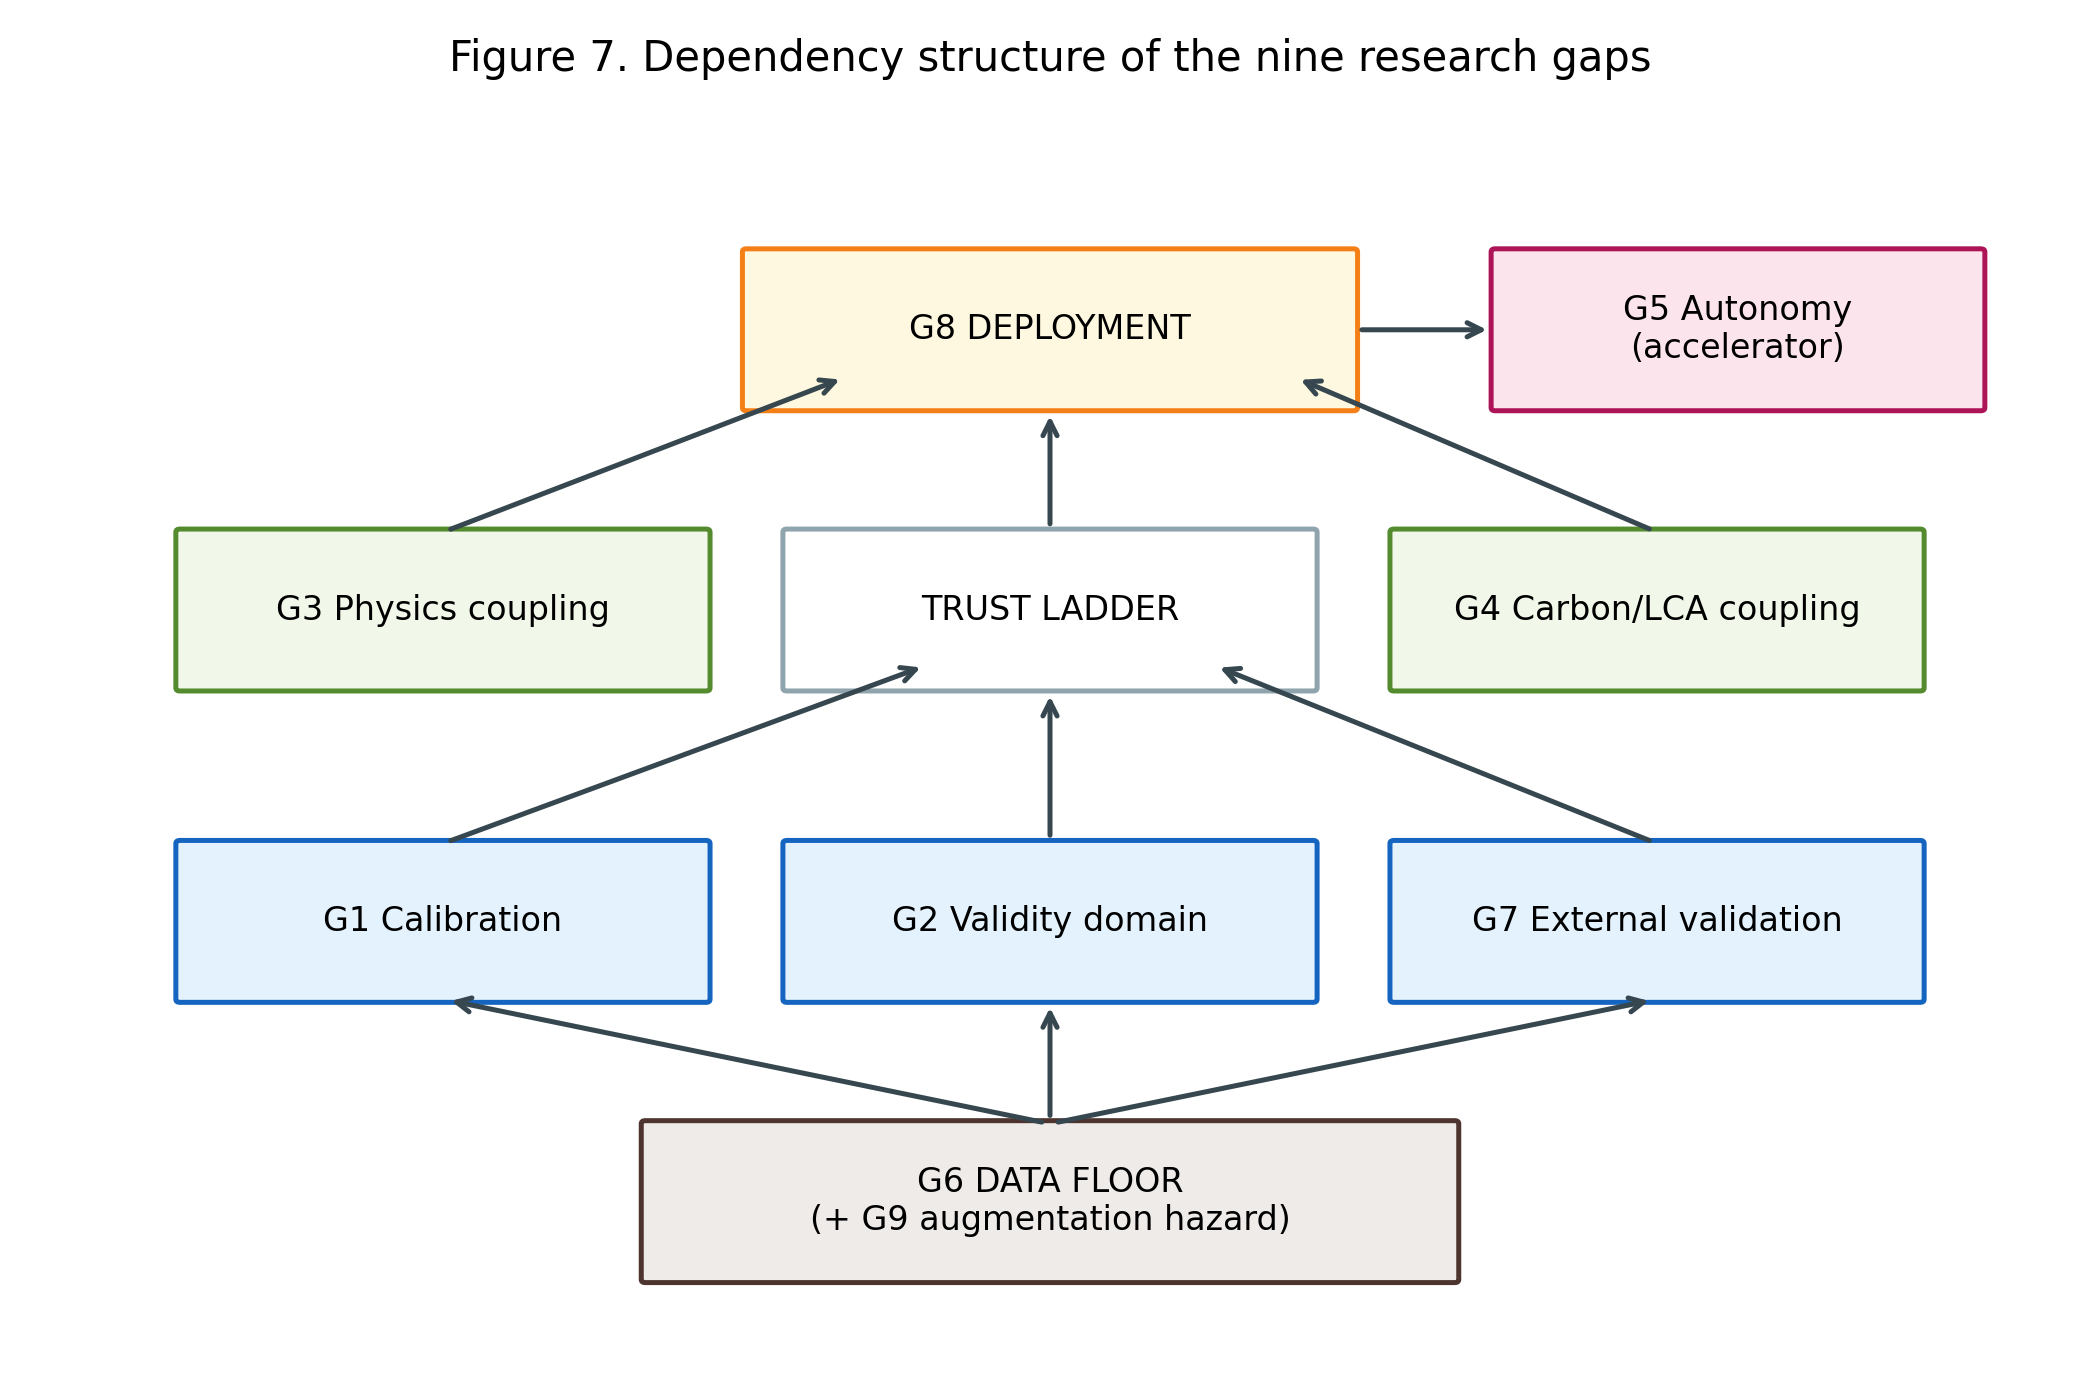 Figure 7. Dependency structure of the nine research gaps
G8 DEPLOYMENT
G5 Autonomy
(accelerator)
G3 Physics coupling
TRUST LADDER
G4 Carbon/LCA coupling
G1 Calibration
G2 Validity domain
G7 External validation
G6 DATA FLOOR
(+ G9 augmentation hazard)